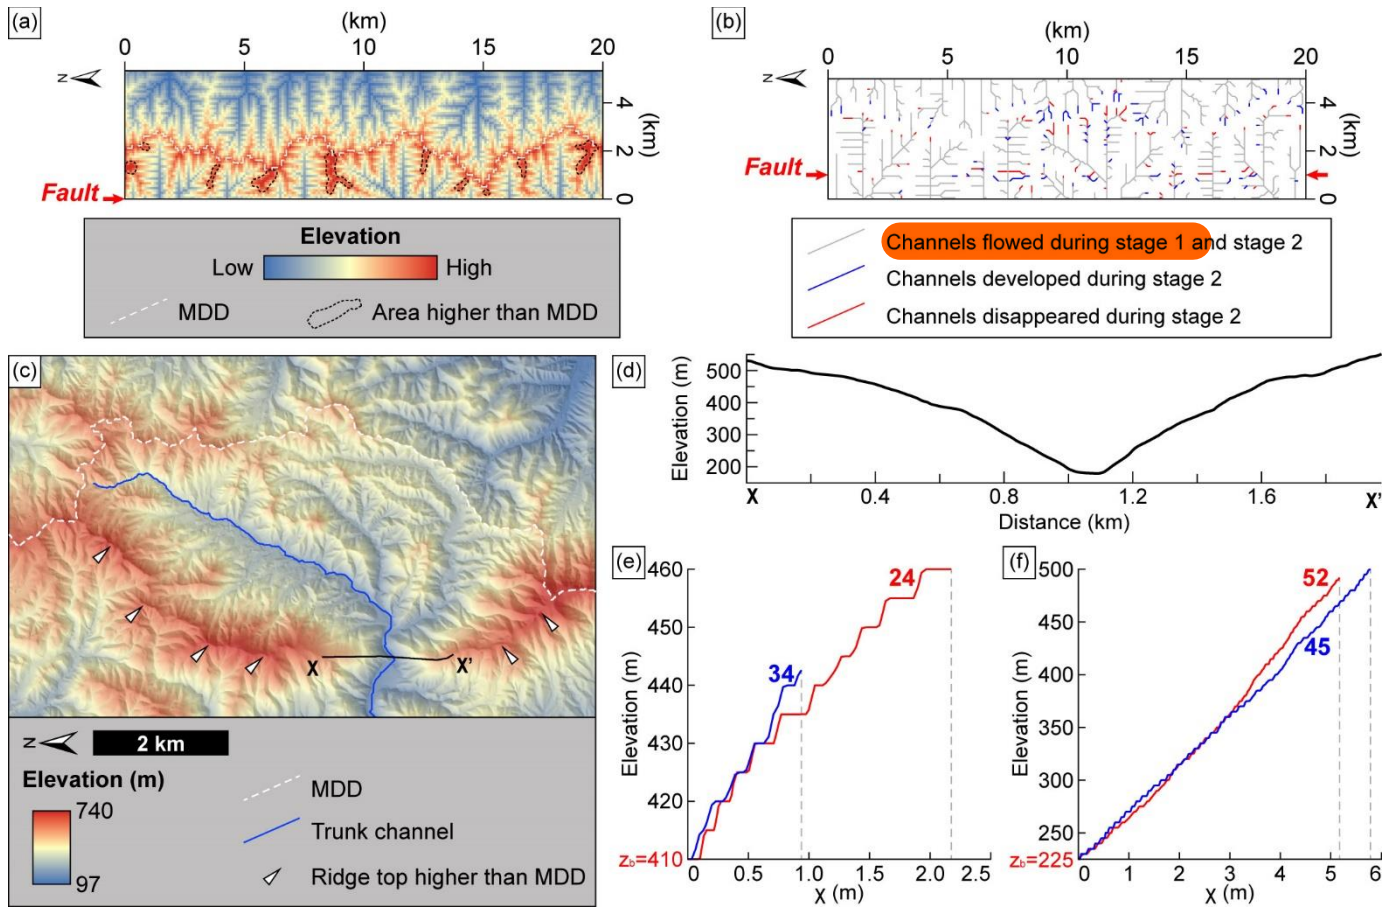 (a)
(km)
0 5 10 15 20
N
4
2
0
(km)
Fault
Elevation
Low High
MDD
Area higher than MDD
(b)
(km)
0 5 10 15 20
N
4
2
0
(km)
Fault
Channels flowed during stage 1 and stage 2
Channels developed during stage 2
Channels disappeared during stage 2
(c)
X X'
N
2 km
Elevation (m)
740
97
MDD
Trunk channel
Ridge top higher than MDD
(d)
Elevation (m)
500
400
300
200
X 0.4 0.8 1.2 1.6 X'
Distance (km)
(e)
Elevation (m)
460
450
440
430
420
z_b=410
24
34
0 0.5 1.0 1.5 2.0 2.5
χ (m)
(f)
Elevation (m)
500
450
400
350
300
250
z_b=225
52
45
0 1 2 3 4 5 6
χ (m)